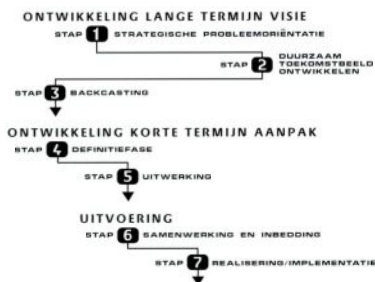 ONTWIKKELING LANGE TERMIJN VISIE
STAP 1 STRATEGISCHE PROBLEEMORIËNTATIE
STAP 2 DUURZAAM
TOEKOMSTBEELD
ONTWIKKELEN
STAP 3 BACKCASTING
ONTWIKKELING KORTE TERMIJN AANPAK
STAP 4 DEFINITIEFASE
STAP 5 UITWERKING
UITVOERING
STAP 6 SAMENWERKING EN INBEDDING
STAP 7 REALISERING/IMPLEMENTATIE